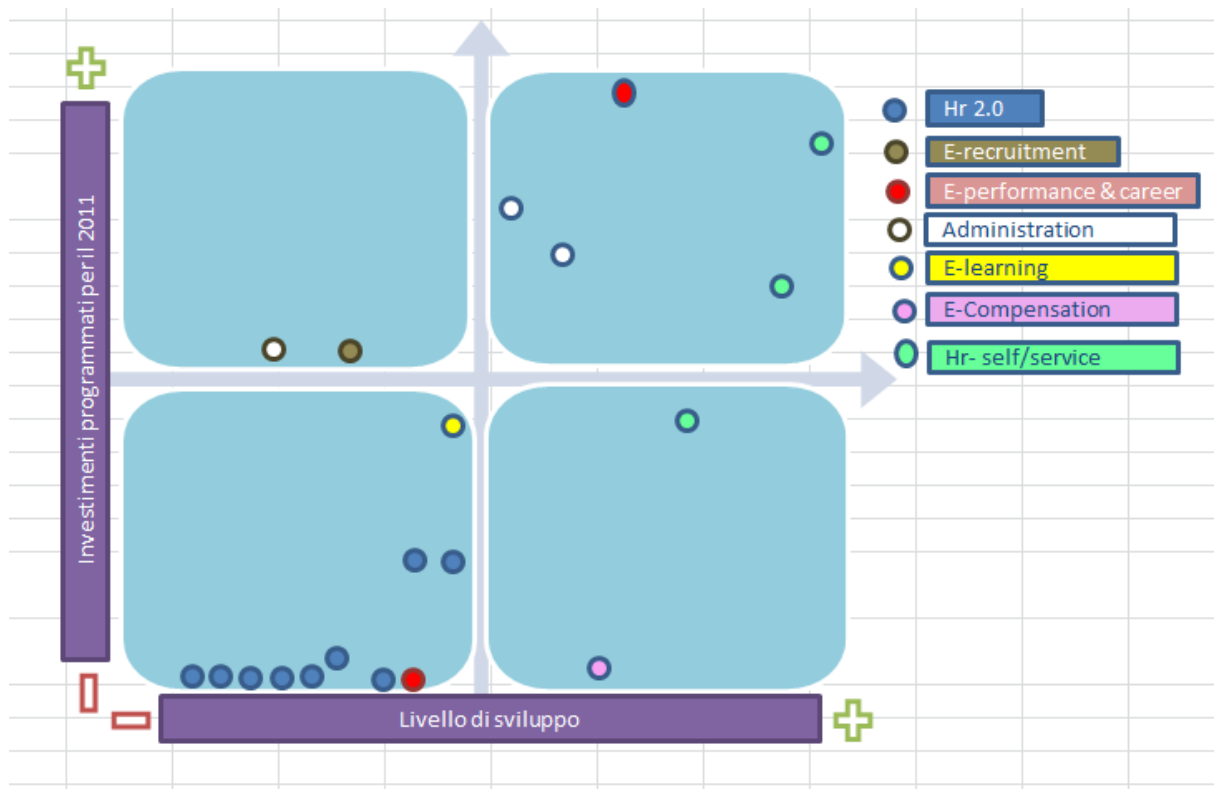 Investimenti programmati per il 2011
Hr 2.0
E-recruitment
E-performance & career
Administration
E-learning
E-Compensation
Hr- self/service
Livello di sviluppo